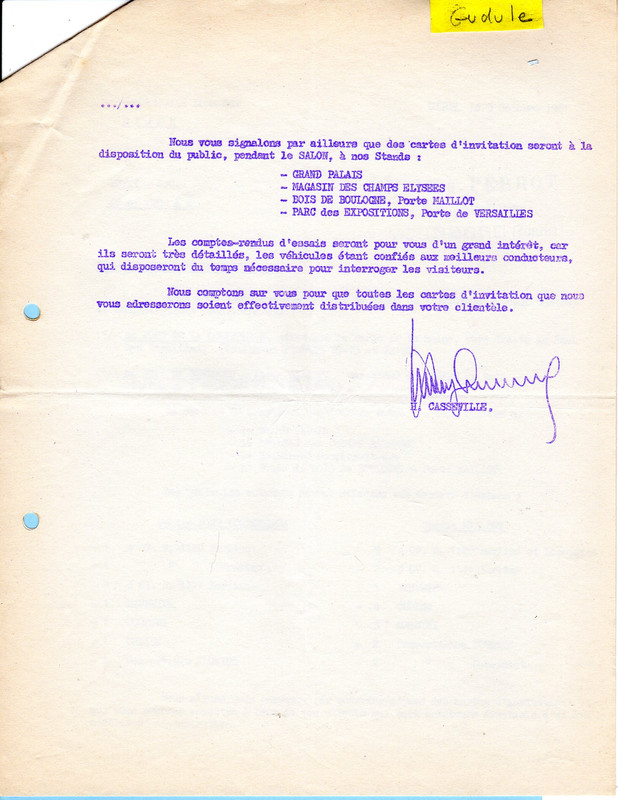 Gudule
.../...
Nous vous signalons par ailleurs que des cartes d'invitation seront à la
disposition du public, pendant le SALON, à nos Stands :
- GRAND PALAIS
- MAGASIN DES CHAMPS ELYSEES
- BOIS DE BOULOGNE, Porte MAILLOT
- PARC des EXPOSITIONS, Porte de VERSAILLES
Les comptes-rendus d'essais seront pour vous d'un grand intérêt, car
ils seront très détaillés, les véhicules étant confiés aux meilleurs conducteurs,
qui disposeront du temps nécessaire pour interroger les visiteurs.
Nous comptons sur vous pour que toutes les cartes d'invitation que nous
vous adresserons soient effectivement distribuées dans votre clientèle.
H. CASSEVILLE.